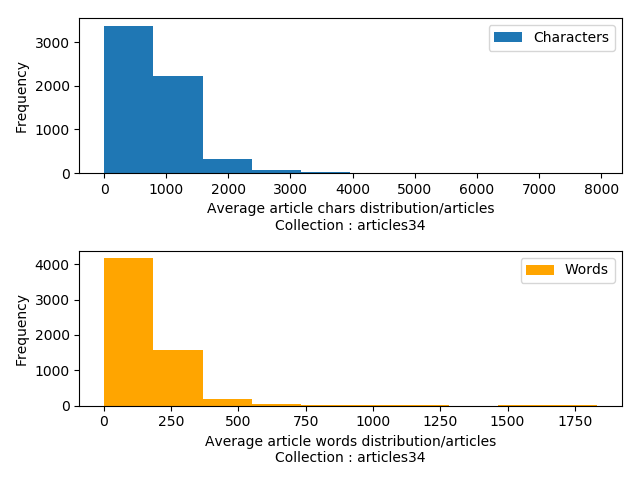 Characters
Frequency
3000
2000
1000
0
0 1000 2000 3000 4000 5000 6000 7000 8000
Average article chars distribution/articles
Collection : articles34
Words
Frequency
4000
3000
2000
1000
0
0 250 500 750 1000 1250 1500 1750
Average article words distribution/articles
Collection : articles34